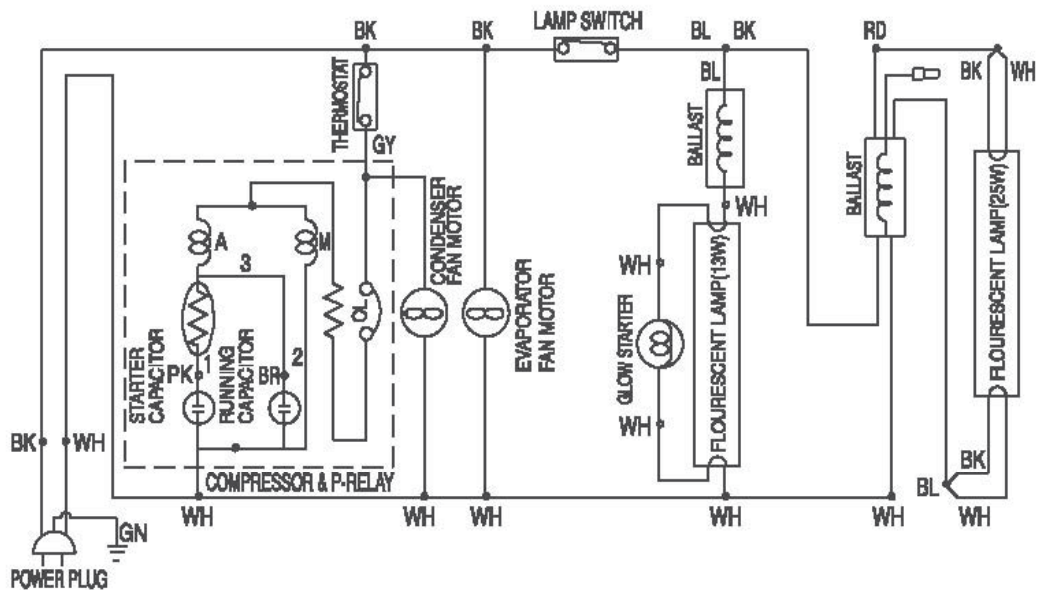 LAMP SWITCH
BK
BK
BL
BK
RD
BL
BK
WH
THERMOSTAT
GY
BALLAST
BALLAST
WH
CONDENSER
FAN MOTOR
A
M
3
WH
FLOURESCENT LAMP(13W)
FLOURESCENT LAMP(25W)
OL
EVAPORATOR
FAN MOTOR
GLOW STARTER
STARTER
CAPACITOR
PK
1
RUNNING
CAPACITOR
BR
2
WH
BK
WH
COMPRESSOR & P-RELAY
BK
BL
WH
WH
WH
WH
WH
WH
GN
POWER PLUG